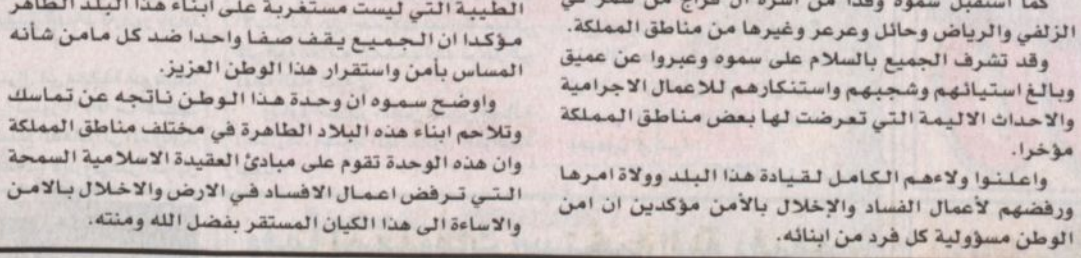 كما استقبل سموه وفدا من اسرة آل فراج من شمر في
الزلفي والرياض وحائل وعرعر وغيرها من مناطق المملكة.
وقد تشرف الجميع بالسلام على سموه وعبروا عن عميق
وبالغ استيائهم وشجبهم واستنكارهم للاعمال الاجرامية
والاحداث الاليمة التي تعرضت لها بعض مناطق المملكة
مؤخرا.
واعلنوا ولاءهم الكامل لقيادة هذا البلد وولاة امرها
ورفضهم لأعمال الفساد والإخلال بالأمن مؤكدين ان امن
الوطن مسؤولية كل فرد من ابنائه.
الطيبة التي ليست مستغربة على ابناء هذا البلد الطاهر
مؤكدا ان الجميع يقف صفا واحدا ضد كل مامن شأنه
المساس بأمن واستقرار هذا الوطن العزيز.
واوضح سموه ان وحدة هذا الوطن ناتجه عن تماسك
وتلاحم ابناء هذه البلاد الطاهرة في مختلف مناطق المملكة
وان هذه الوحدة تقوم على مبادئ العقيدة الاسلامية السمحة
التي ترفض اعمال الافساد في الارض والاخلال بالامن
والاساءة الى هذا الكيان المستقر بفضل الله ومنته.